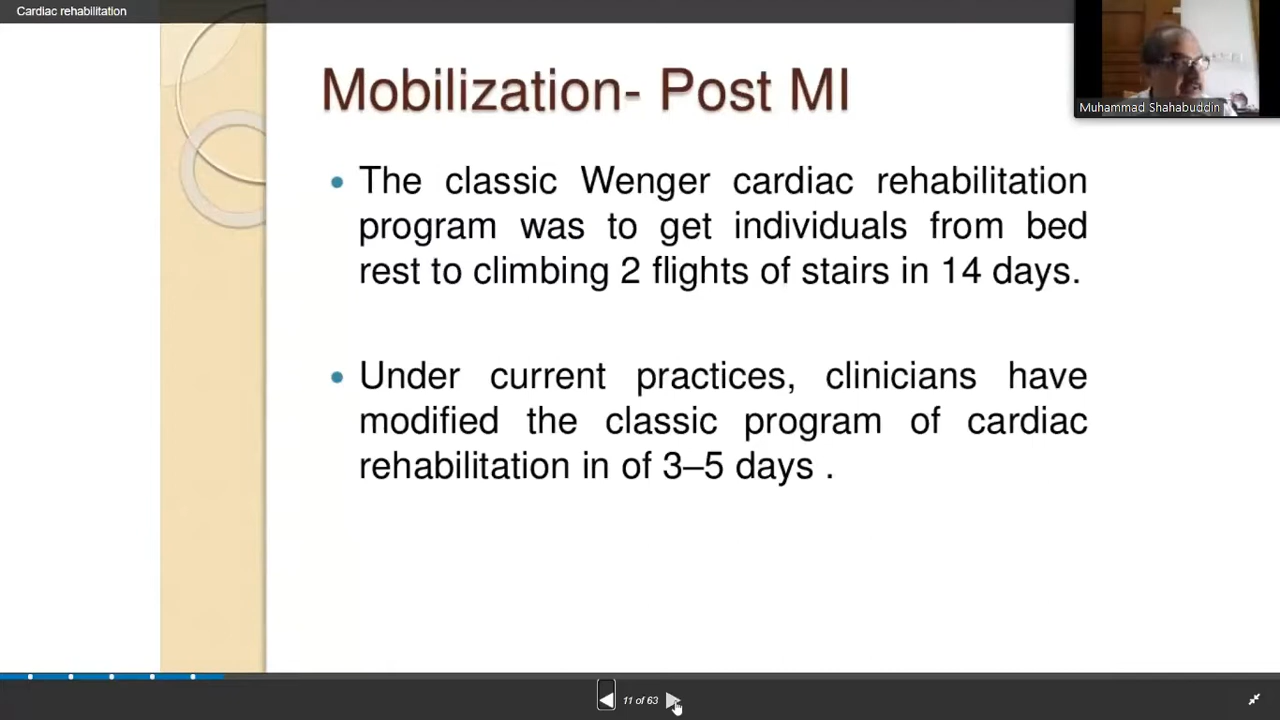 Cardiac rehabilitation
Mobilization- Post MI
Muhammad Shahabuddin
• The classic Wenger cardiac rehabilitation
program was to get individuals from bed
rest to climbing 2 flights of stairs in 14 days.
• Under current practices, clinicians have
modified the classic program of cardiac
rehabilitation in of 3–5 days .
11 of 63